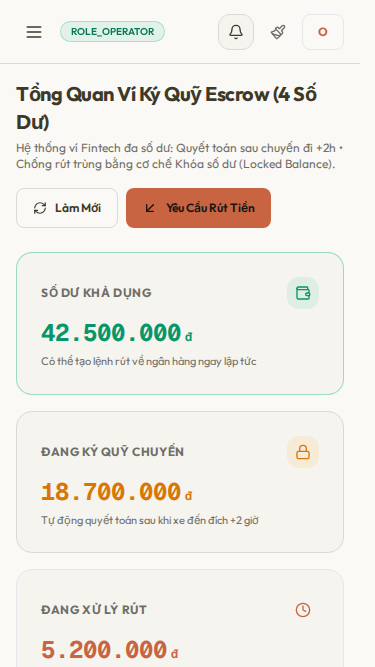 ROLE_OPERATOR
O
Tổng Quan Ví Ký Quỹ Escrow (4 Số
Dư)
Hệ thống ví Fintech đa số dư: Quyết toán sau chuyến đi +2h •
Chống rút trùng bằng cơ chế Khóa số dư (Locked Balance).
Làm Mới
Yêu Cầu Rút Tiền
SỐ DƯ KHẢ DỤNG
42.500.000 đ
Có thể tạo lệnh rút về ngân hàng ngay lập tức
ĐANG KÝ QUỸ CHUYẾN
18.700.000 đ
Tự động quyết toán sau khi xe đến đích +2 giờ
ĐANG XỬ LÝ RÚT
5.200.000 đ